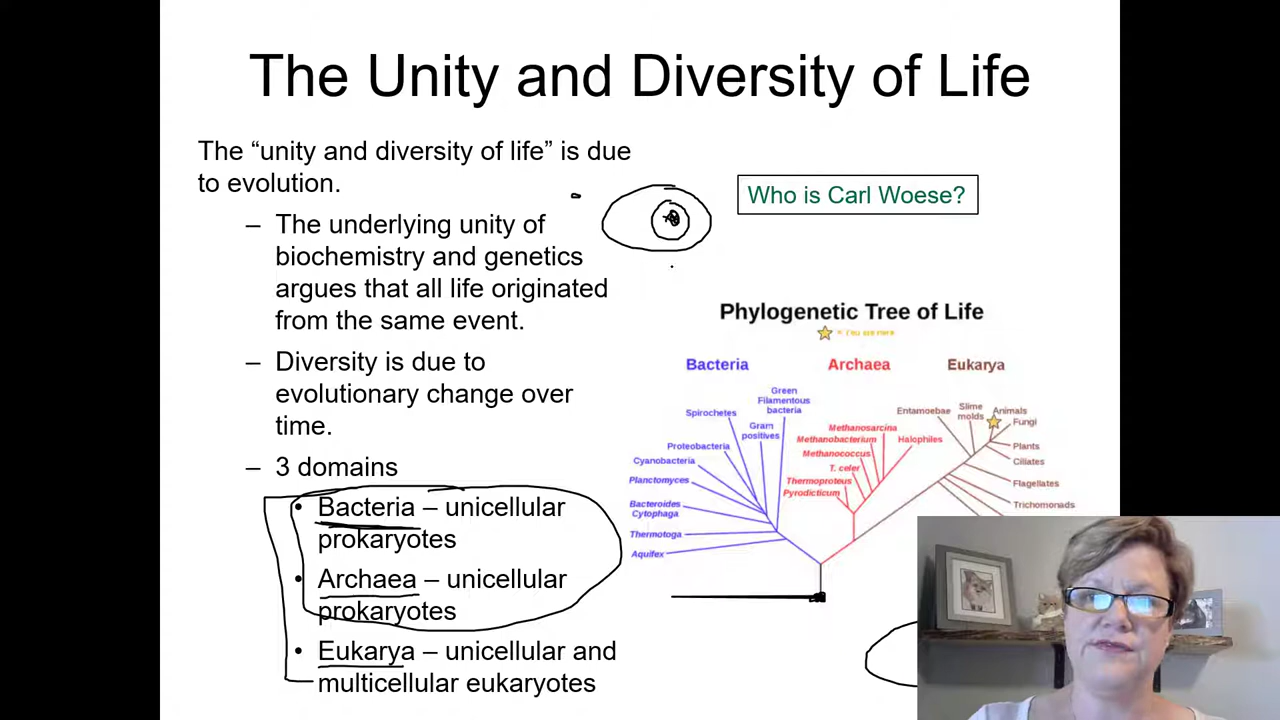 The Unity and Diversity of Life
The “unity and diversity of life” is due
to evolution.
– The underlying unity of
biochemistry and genetics
argues that all life originated
from the same event.
– Diversity is due to
evolutionary change over
time.
– 3 domains
• Bacteria – unicellular
prokaryotes
• Archaea – unicellular
prokaryotes
• Eukarya – unicellular and
multicellular eukaryotes
Who is Carl Woese?
Phylogenetic Tree of Life
= You are here
Bacteria
Archaea
Eukarya
Green
Filamentous
bacteria
Spirochetes
Gram
positives
Proteobacteria
Cyanobacteria
Planctomyces
Bacteroides
Cytophaga
Thermotoga
Aquifex
Methanosarcina
Methanobacterium
Halophiles
Methanococcus
T. celer
Thermoproteus
Pyrodicticum
Entamoebae
Slime
molds
Animals
Fungi
Plants
Ciliates
Flagellates
Trichomonads